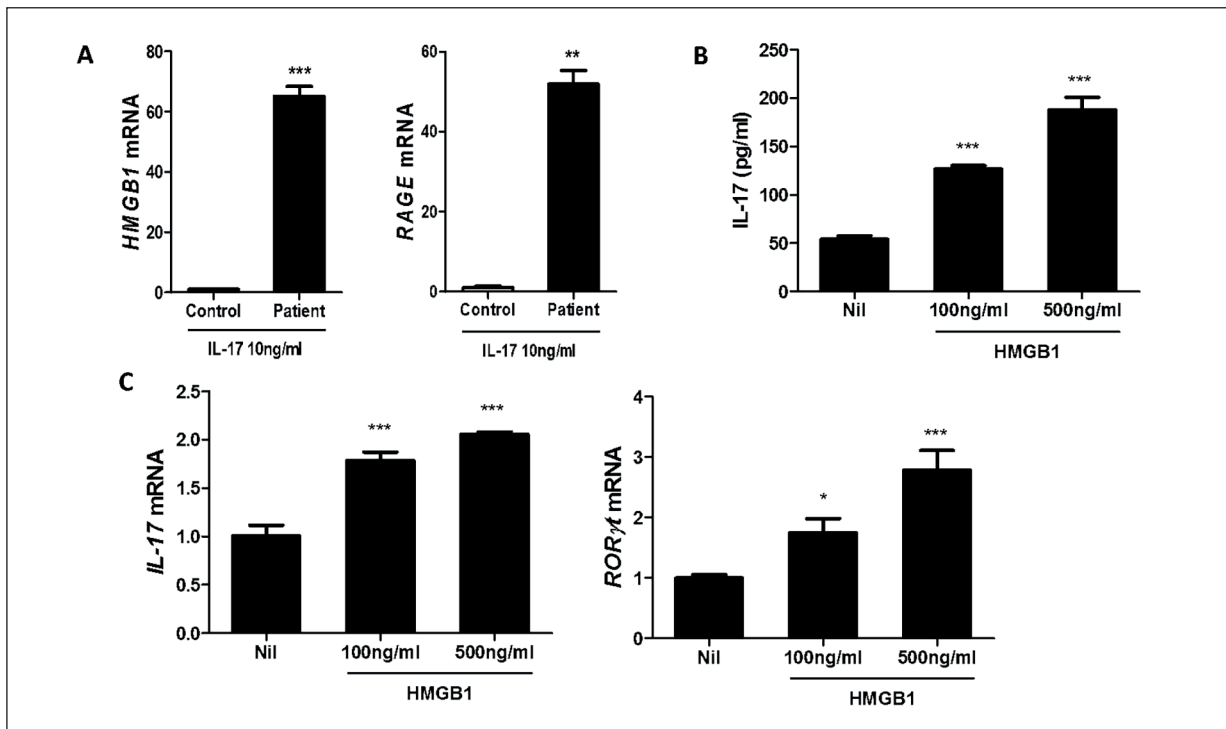 A
HMGB1 mRNA
80
60
40
20
0
***
Control Patient
IL-17 10ng/ml
RAGE mRNA
60
40
20
0
**
Control Patient
IL-17 10ng/ml
B
IL-17 (pg/ml)
250
200
150
100
50
0
***
***
Nil 100ng/ml 500ng/ml
HMGB1
C
IL-17 mRNA
2.5
2.0
1.5
1.0
0.5
0.0
***
***
Nil 100ng/ml 500ng/ml
HMGB1
RORγt mRNA
4
3
2
1
0
*
***
Nil 100ng/ml 500ng/ml
HMGB1